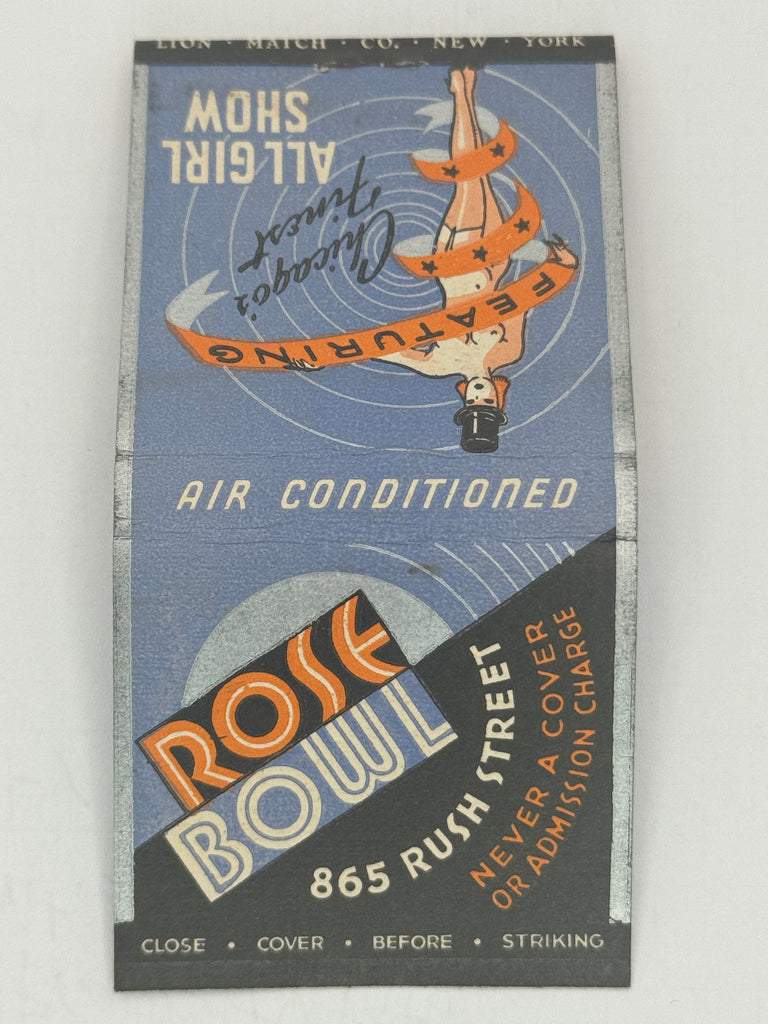 LION · MATCH · CO. · NEW · YORK
FEATURING
Chicago's
Finest
ALL GIRL
SHOW
AIR CONDITIONED
ROSE
BOWL
865 RUSH STREET
NEVER A COVER
OR ADMISSION CHARGE
CLOSE • COVER • BEFORE • STRIKING